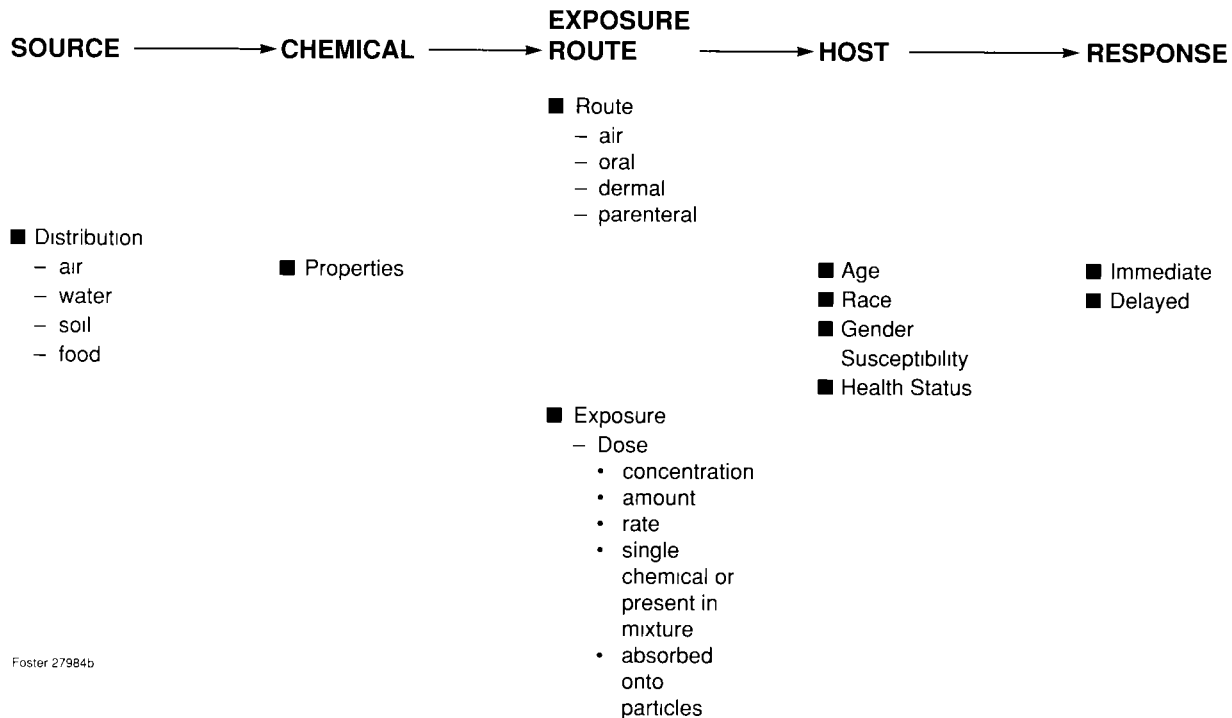 SOURCE
CHEMICAL
EXPOSURE
ROUTE
HOST
RESPONSE
■ Distribution
– air
– water
– soil
– food
■ Properties
■ Route
– air
– oral
– dermal
– parenteral
■ Exposure
– Dose
• concentration
• amount
• rate
• single
chemical or
present in
mixture
• absorbed
onto
particles
■ Age
■ Race
■ Gender
Susceptibility
■ Health Status
■ Immediate
■ Delayed
Foster 27984b